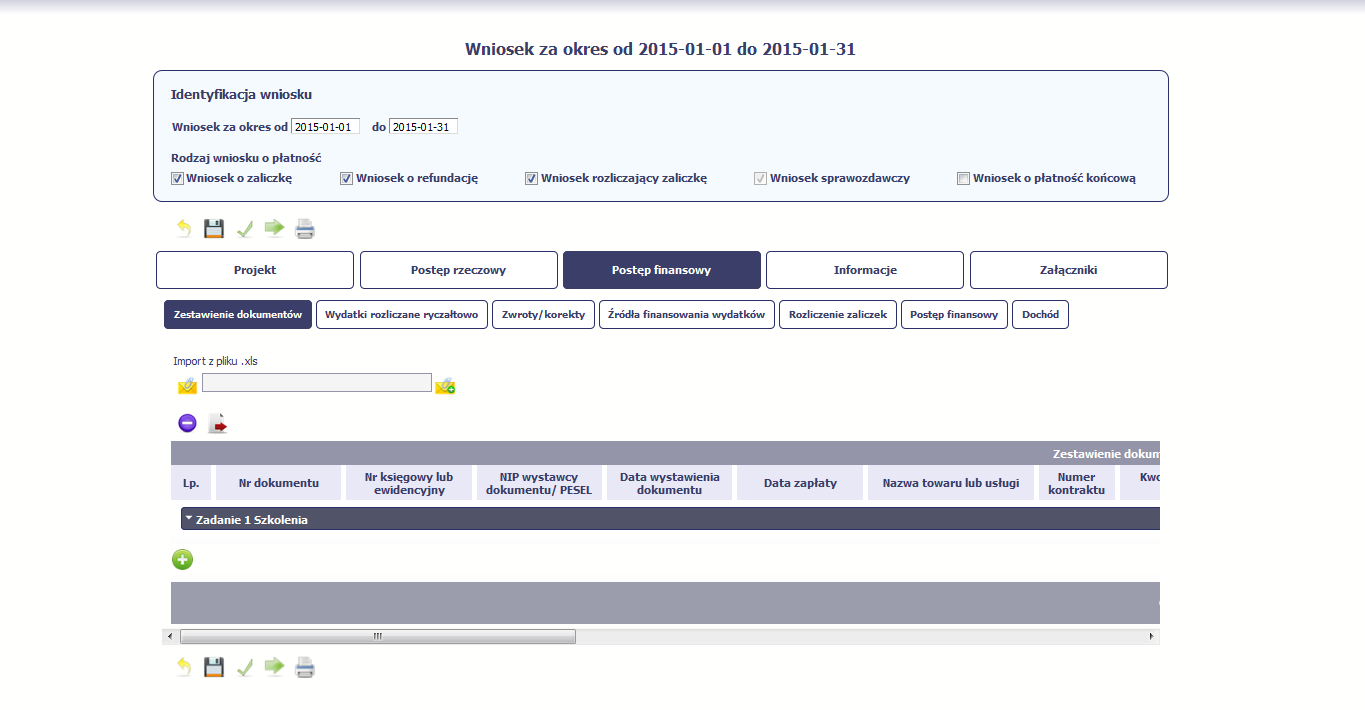 Wniosek za okres od 2015-01-01 do 2015-01-31
Identyfikacja wniosku
Wniosek za okres od 2015-01-01 do 2015-01-31
Rodzaj wniosku o płatność
Wniosek o zaliczkę Wniosek o refundację Wniosek rozliczający zaliczkę Wniosek sprawozdawczy Wniosek o płatność końcową
Projekt Postęp rzeczowy Postęp finansowy Informacje Załączniki
Zestawienie dokumentów Wydatki rozliczane ryczałtowo Zwroty/korekty Źródła finansowania wydatków Rozliczenie zaliczek Postęp finansowy Dochód
Import z pliku .xls
Zestawienie dokum
Lp. Nr dokumentu Nr księgowy lub ewidencyjny NIP wystawcy dokumentu/ PESEL Data wystawienia dokumentu Data zapłaty Nazwa towaru lub usługi Numer kontraktu Kwo
Zadanie 1 Szkolenia